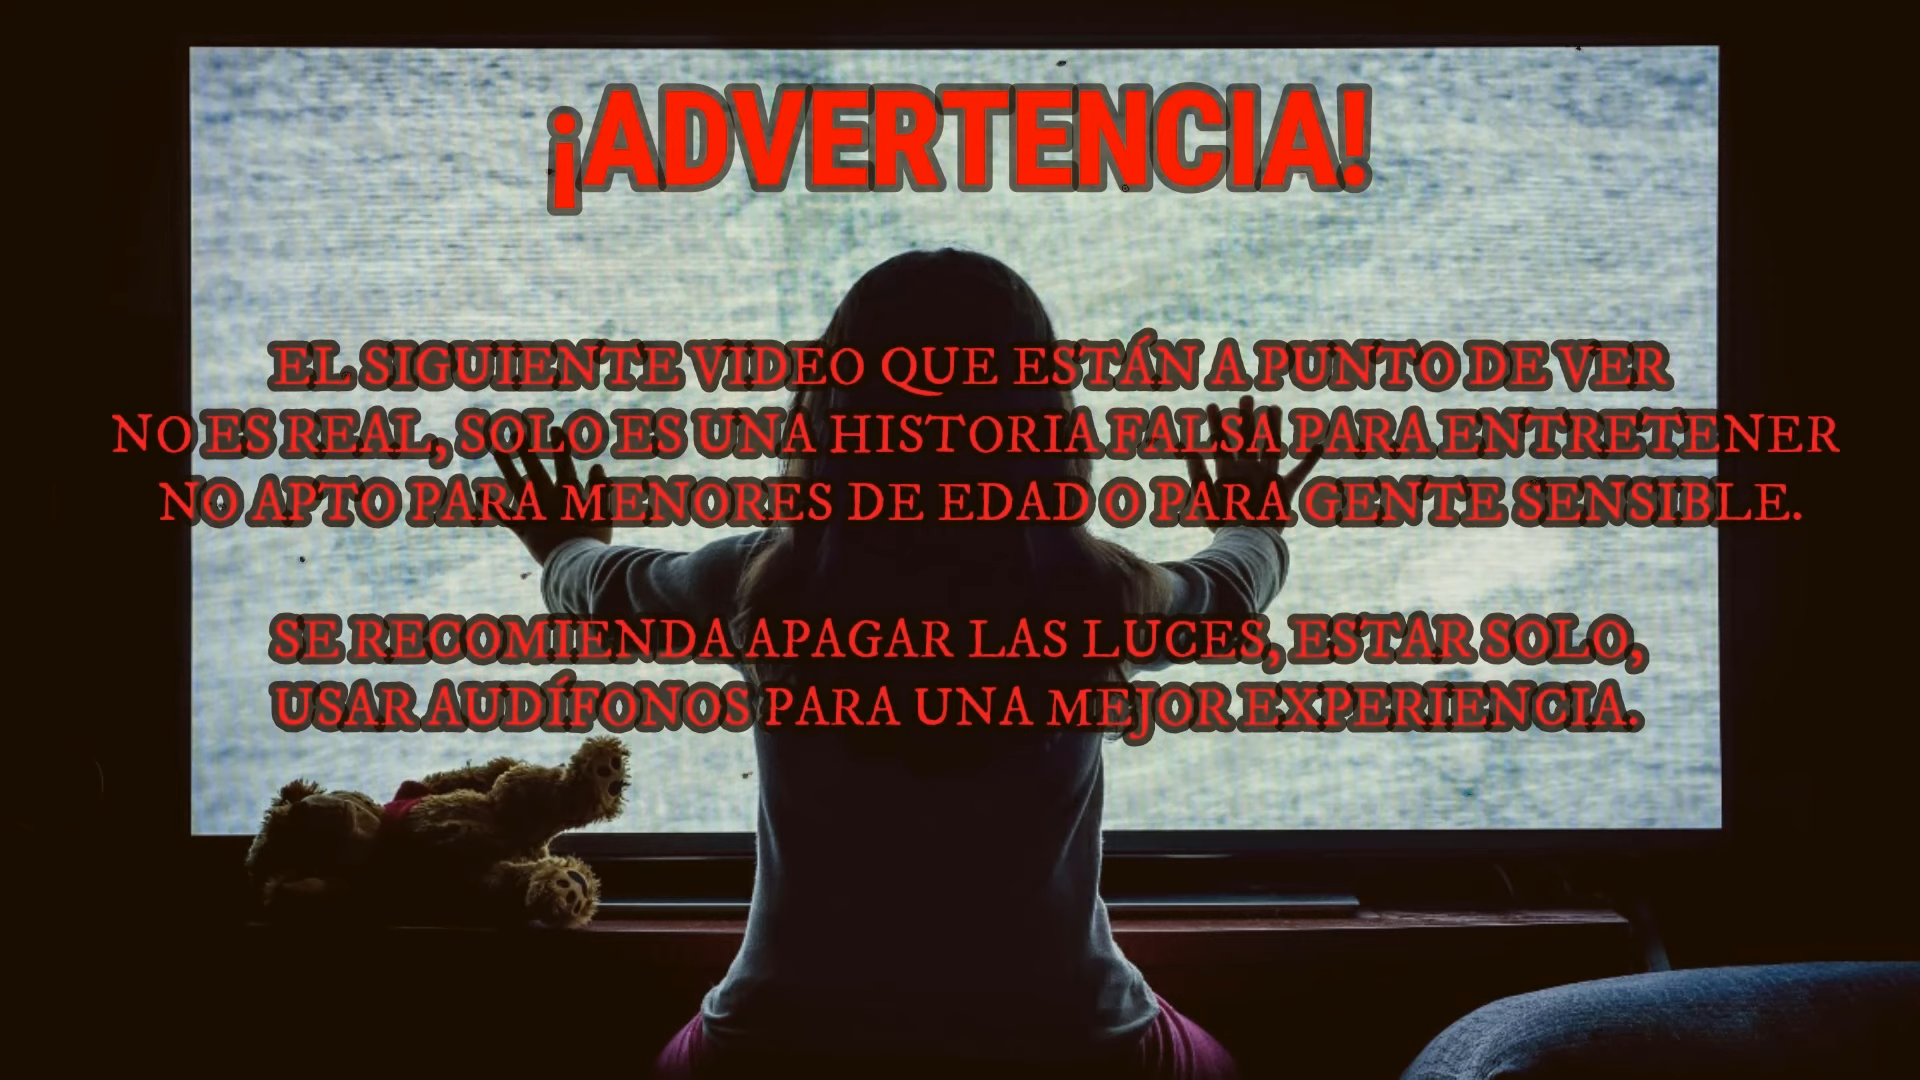 ¡ADVERTENCIA!
EL SIGUIENTE VIDEO QUE ESTÁN A PUNTO DE VER
NO ES REAL, SOLO ES UNA HISTORIA FALSA PARA ENTRETENER
NO APTO PARA MENORES DE EDAD O PARA GENTE SENSIBLE.
SE RECOMIENDA APAGAR LAS LUCES, ESTAR SOLO,
USAR AUDÍFONOS PARA UNA MEJOR EXPERIENCIA.